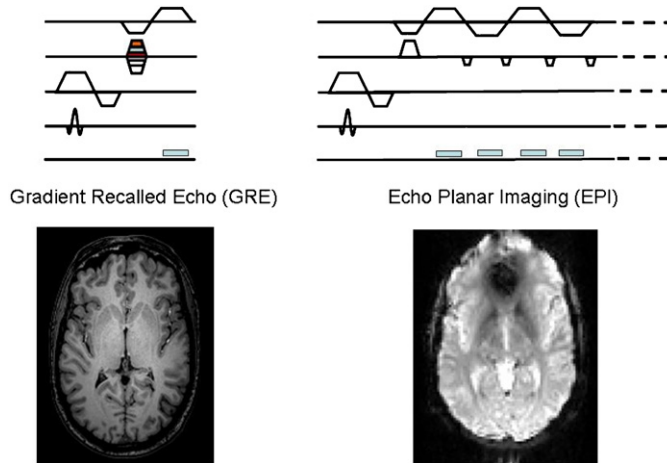 Gradient Recalled Echo (GRE)
Echo Planar Imaging (EPI)